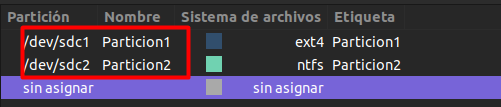 Partición Nombre Sistema de archivos Etiqueta
/dev/sdc1 Particion1 ext4 Particion1
/dev/sdc2 Particion2 ntfs Particion2
sin asignar sin asignar